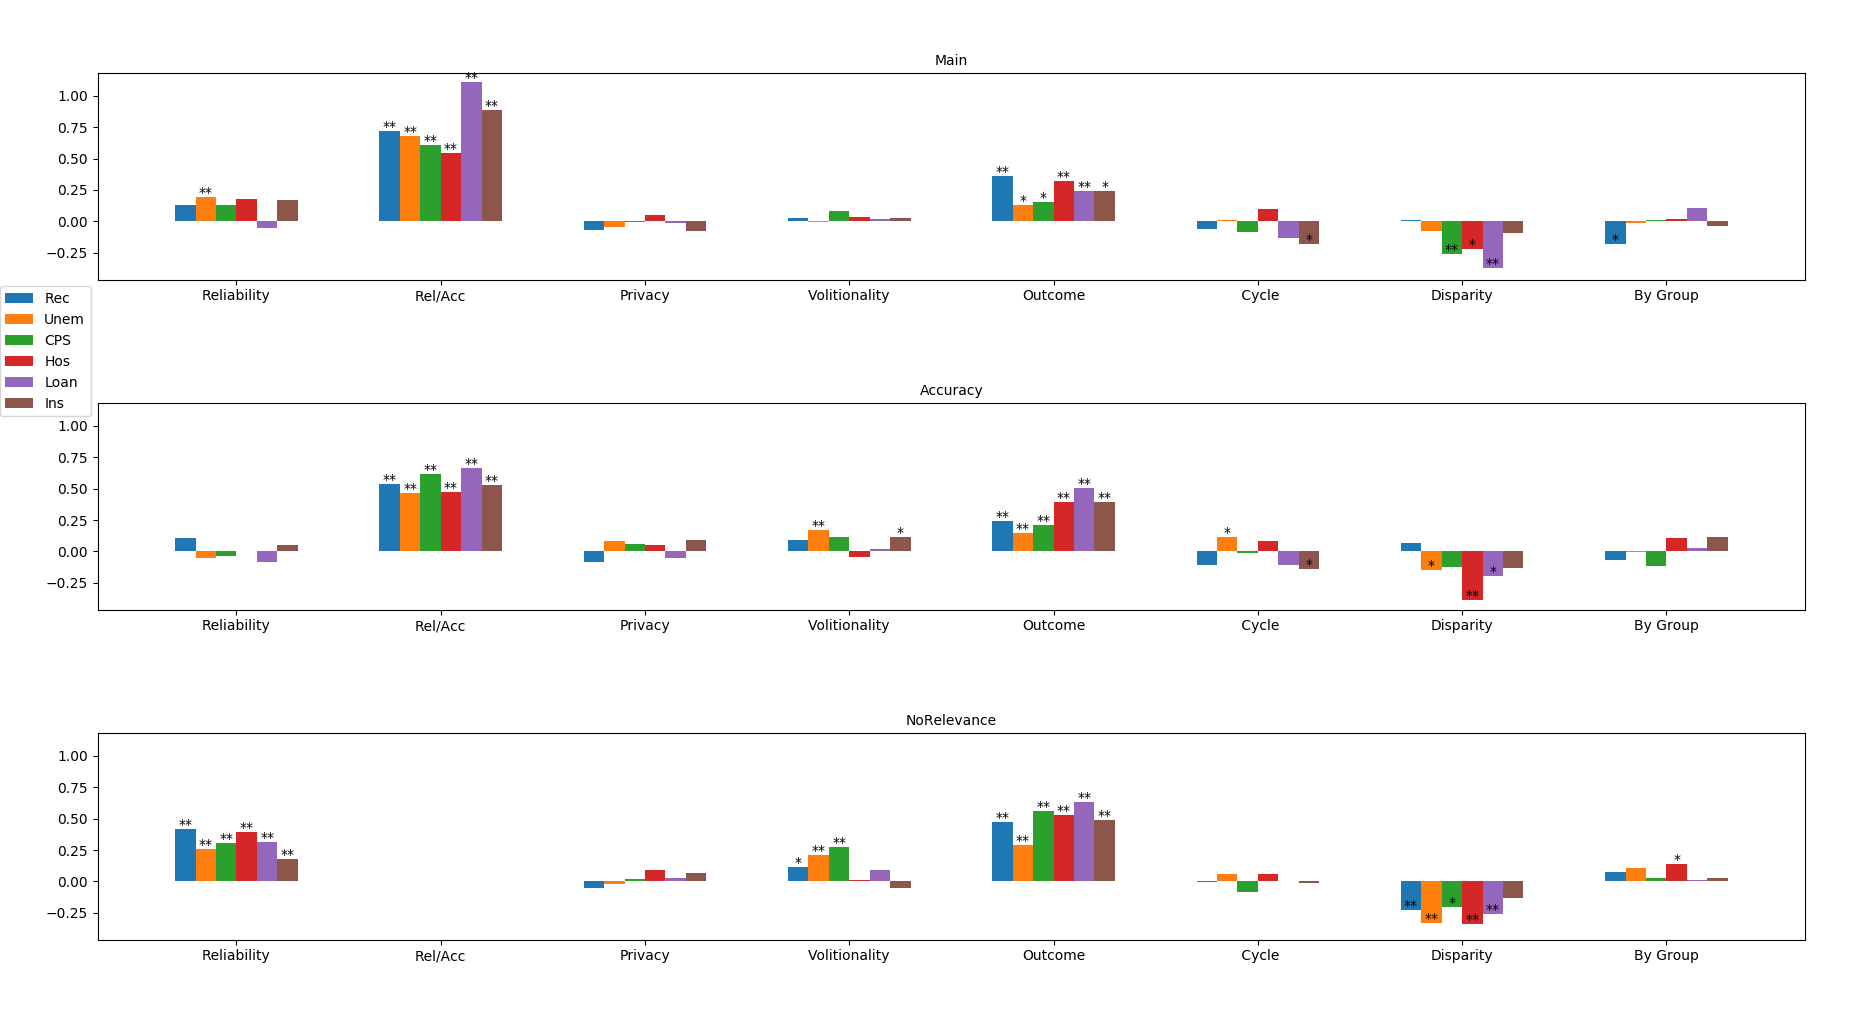 Main
1.00
0.75
0.50
0.25
0.00
−0.25
** ** ** ** ** ** **
** * * ** ** *
* ** * ** *
Reliability Rel/Acc Privacy Volitionality Outcome Cycle Disparity By Group
Rec
Unem
CPS
Hos
Loan
Ins
Accuracy
1.00
0.75
0.50
0.25
0.00
−0.25
** ** ** ** ** **
** * ** ** ** ** ** **
* * * ** *
Reliability Rel/Acc Privacy Volitionality Outcome Cycle Disparity By Group
NoRelevance
1.00
0.75
0.50
0.25
0.00
−0.25
** ** ** ** ** **
* ** ** ** ** ** ** ** **
** ** * ** ** *
Reliability Rel/Acc Privacy Volitionality Outcome Cycle Disparity By Group